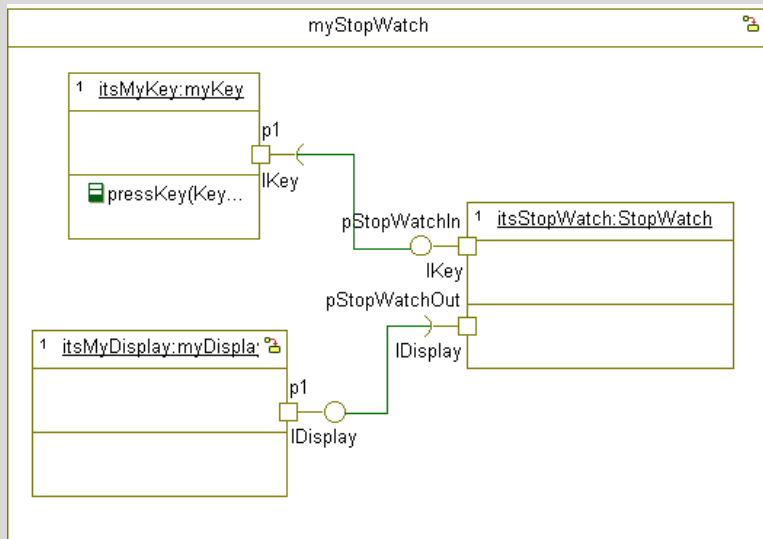 myStopWatch
1 itsMyKey:myKey
p1
IKey
pressKey(Key...
pStopWatchIn
1 itsStopWatch:StopWatch
IKey
pStopWatchOut
IDisplay
1 itsMyDisplay:myDispla
p1
IDisplay